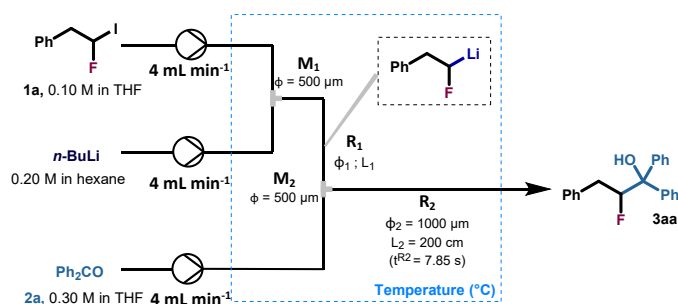 Ph
I
F
1a, 0.10 M in THF
4 mL min⁻¹
n-BuLi
0.20 M in hexane
4 mL min⁻¹
Ph₂CO
2a, 0.30 M in THF
4 mL min⁻¹
M₁
ϕ = 500 µm
M₂
ϕ = 500 µm
Ph
Li
F
R₁
ϕ₁ ; L₁
R₂
ϕ₂ = 1000 µm
L₂ = 200 cm
(tᴿ² = 7.85 s)
Temperature (°C)
HO
Ph
Ph
Ph
F
3aa